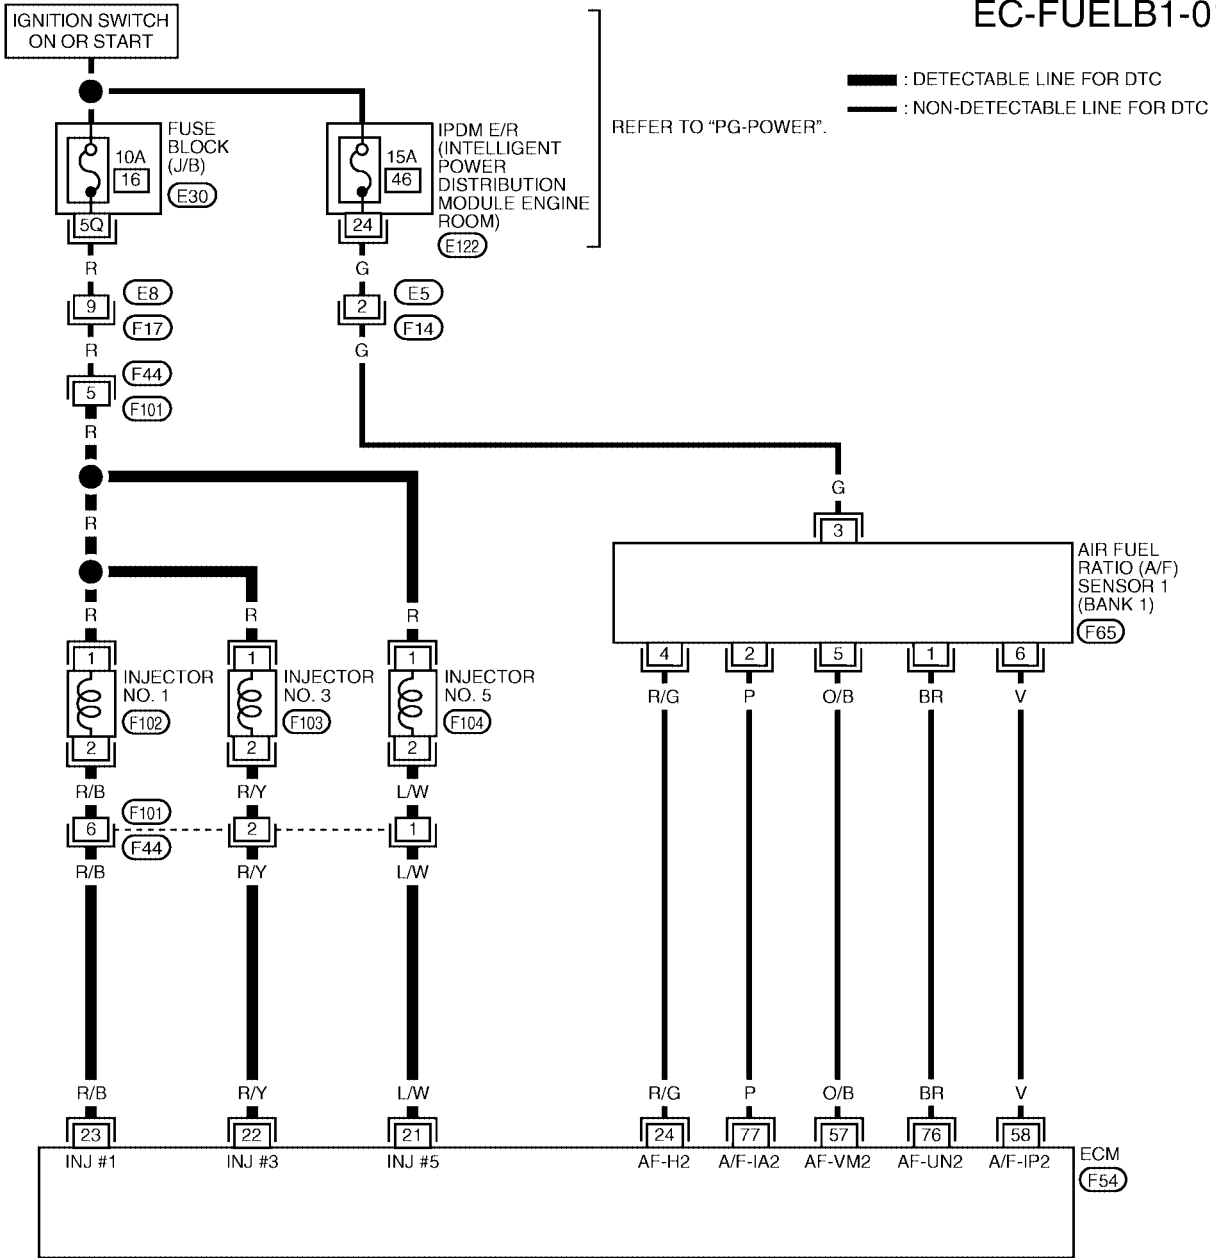 EC-FUELB1-0
IGNITION SWITCH
ON OR START
: DETECTABLE LINE FOR DTC
: NON-DETECTABLE LINE FOR DTC
REFER TO “PG-POWER”.
FUSE
BLOCK
(J/B)
10A
16
E30
IPDM E/R
(INTELLIGENT
POWER
DISTRIBUTION
MODULE ENGINE
ROOM)
15A
46
E122
5Q
24
R
G
9
E8
F17
2
E5
F14
R
G
5
F44
F101
R
R
G
3
AIR FUEL
RATIO (A/F)
SENSOR 1
(BANK 1)
F65
R
R
R
1
1
1
4
2
5
1
6
INJECTOR
NO. 1
F102
INJECTOR
NO. 3
F103
INJECTOR
NO. 5
F104
R/G
P
O/B
BR
V
2
2
2
R/B
R/Y
L/W
F101
6
2
1
F44
R/B
R/Y
L/W
R/B
R/Y
L/W
R/G
P
O/B
BR
V
23
22
21
24
77
57
76
58
INJ #1
INJ #3
INJ #5
AF-H2
A/F-IA2
AF-VM2
AF-UN2
A/F-IP2
ECM
F54